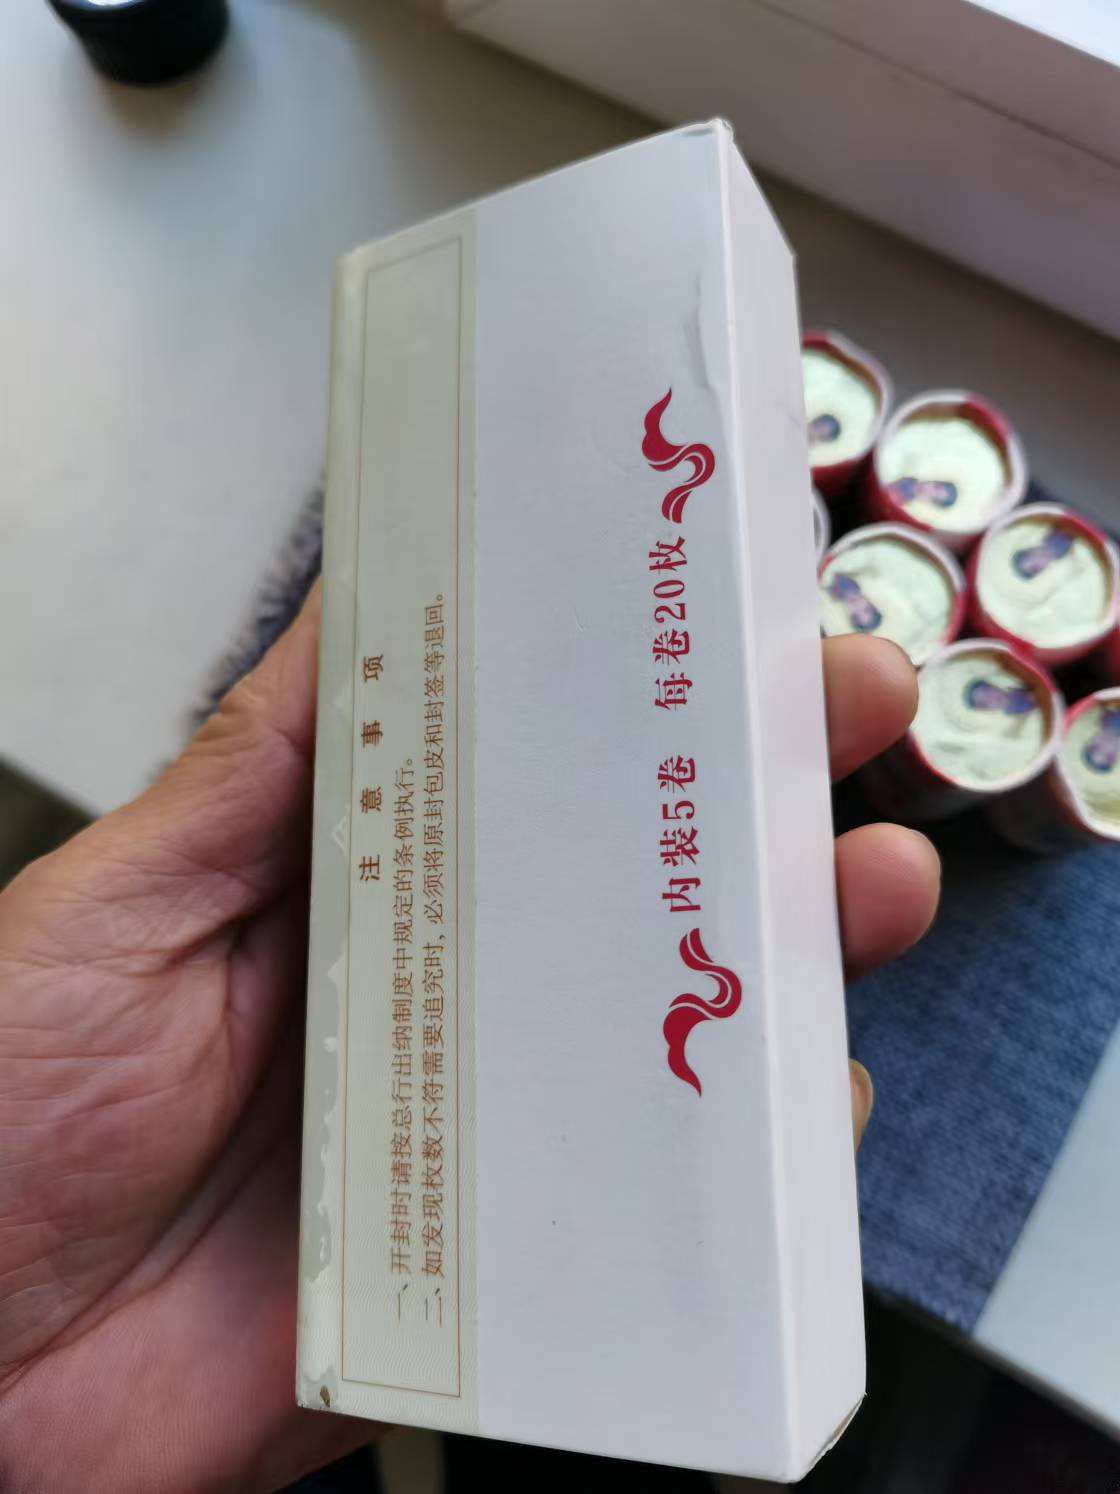 注意事项
一、开封时请按总行出纳制度中规定的条例执行。
二、如发现枚数不符需要追究时，必须将原封包皮和封签等退回。
内装5卷 每卷20枚